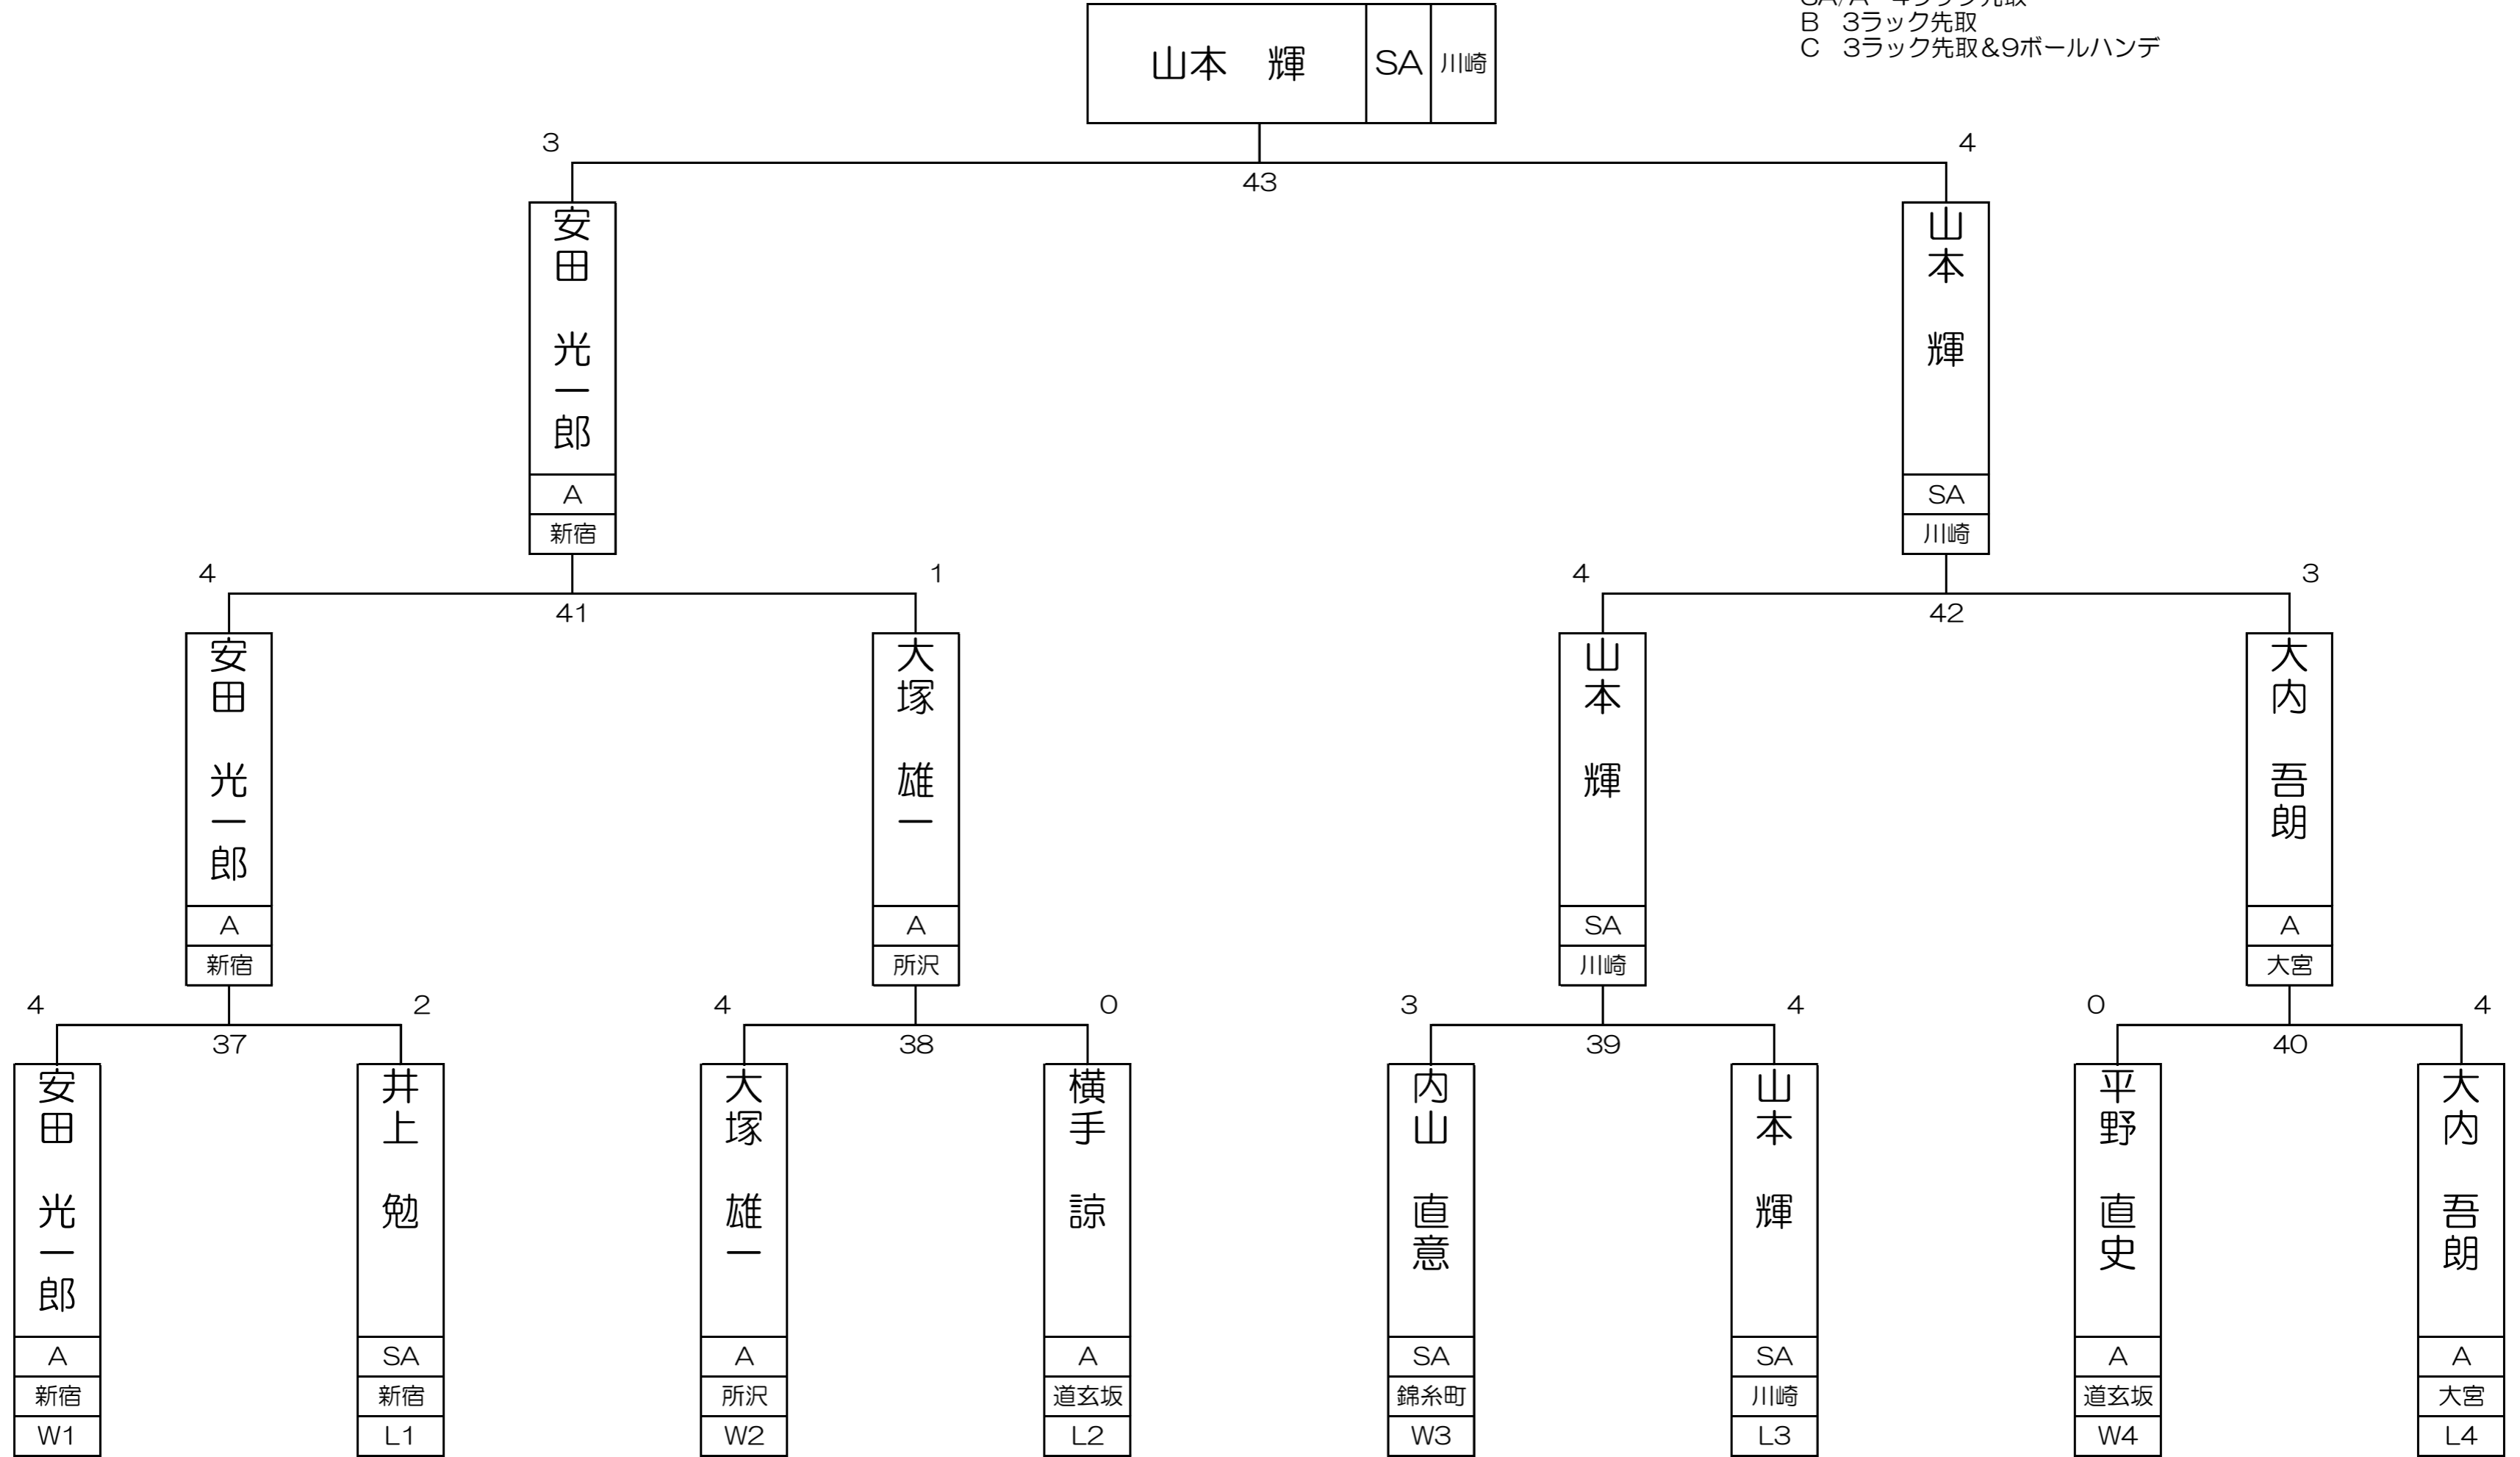 SA/A 4ラック先取
B 3ラック先取
C 3ラック先取&9ボールハンデ
山本 輝 SA 川崎
3 4
43
安田 光一郎 山本 輝
A SA
新宿 川崎
4 1 4 3
41 42
安田 光一郎 大塚 雄一 山本 輝 大内 吾朗
A A SA A
新宿 所沢 川崎 大宮
4 2 4 0 3 4 0 4
37 38 39 40
安田 光一郎 井上 勉 大塚 雄一 横手 諒 内山 直意 山本 輝 平野 直史 大内 吾朗
A SA A A SA SA A A
新宿 新宿 所沢 道玄坂 錦糸町 川崎 道玄坂 大宮
W1 L1 W2 L2 W3 L3 W4 L4